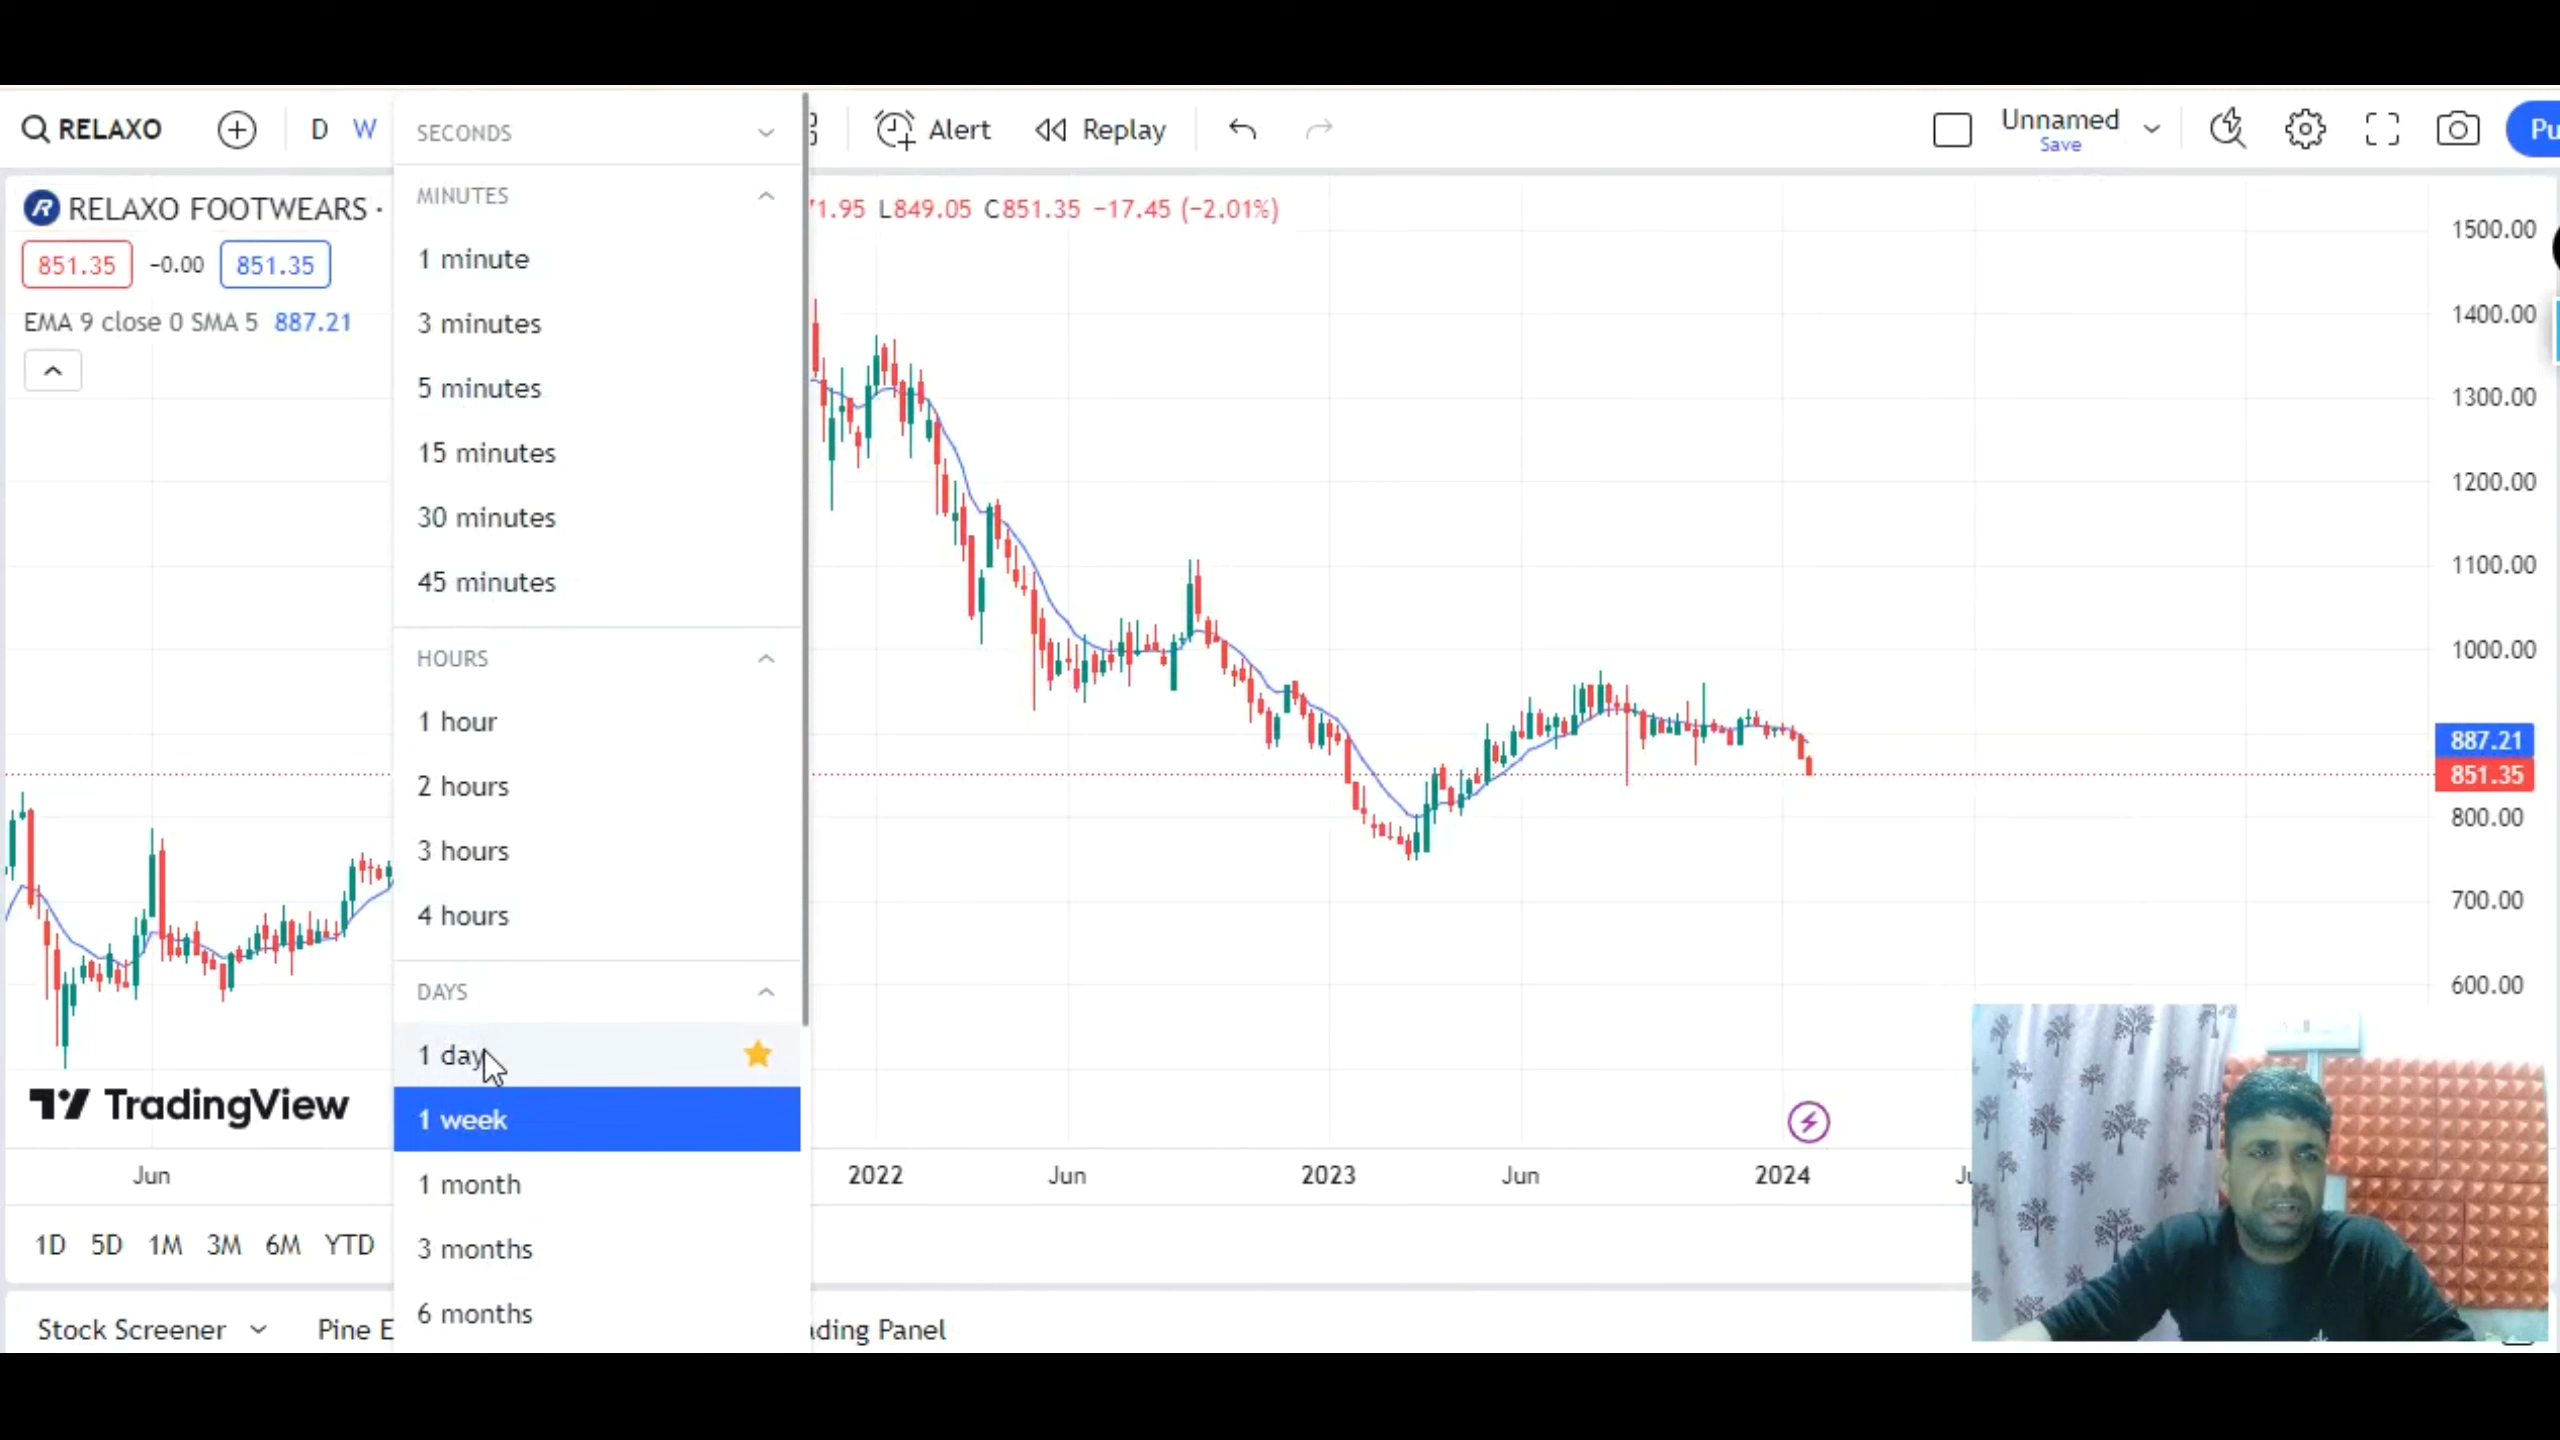 RELAXO
D W
Alert
Replay
Unnamed
Save
RELAXO FOOTWEARS ·
L849.05 C851.35 −17.45 (−2.01%)
851.35 −0.00 851.35
EMA 9 close 0 SMA 5 887.21
SECONDS
MINUTES
1 minute
3 minutes
5 minutes
15 minutes
30 minutes
45 minutes
HOURS
1 hour
2 hours
3 hours
4 hours
DAYS
1 day
1 week
1 month
3 months
6 months
1500.00
1400.00
1300.00
1200.00
1100.00
1000.00
887.21
851.35
800.00
700.00
600.00
TradingView
Jun 2022 Jun 2023 Jun 2024
1D 5D 1M 3M 6M YTD
Stock Screener Pine Panel